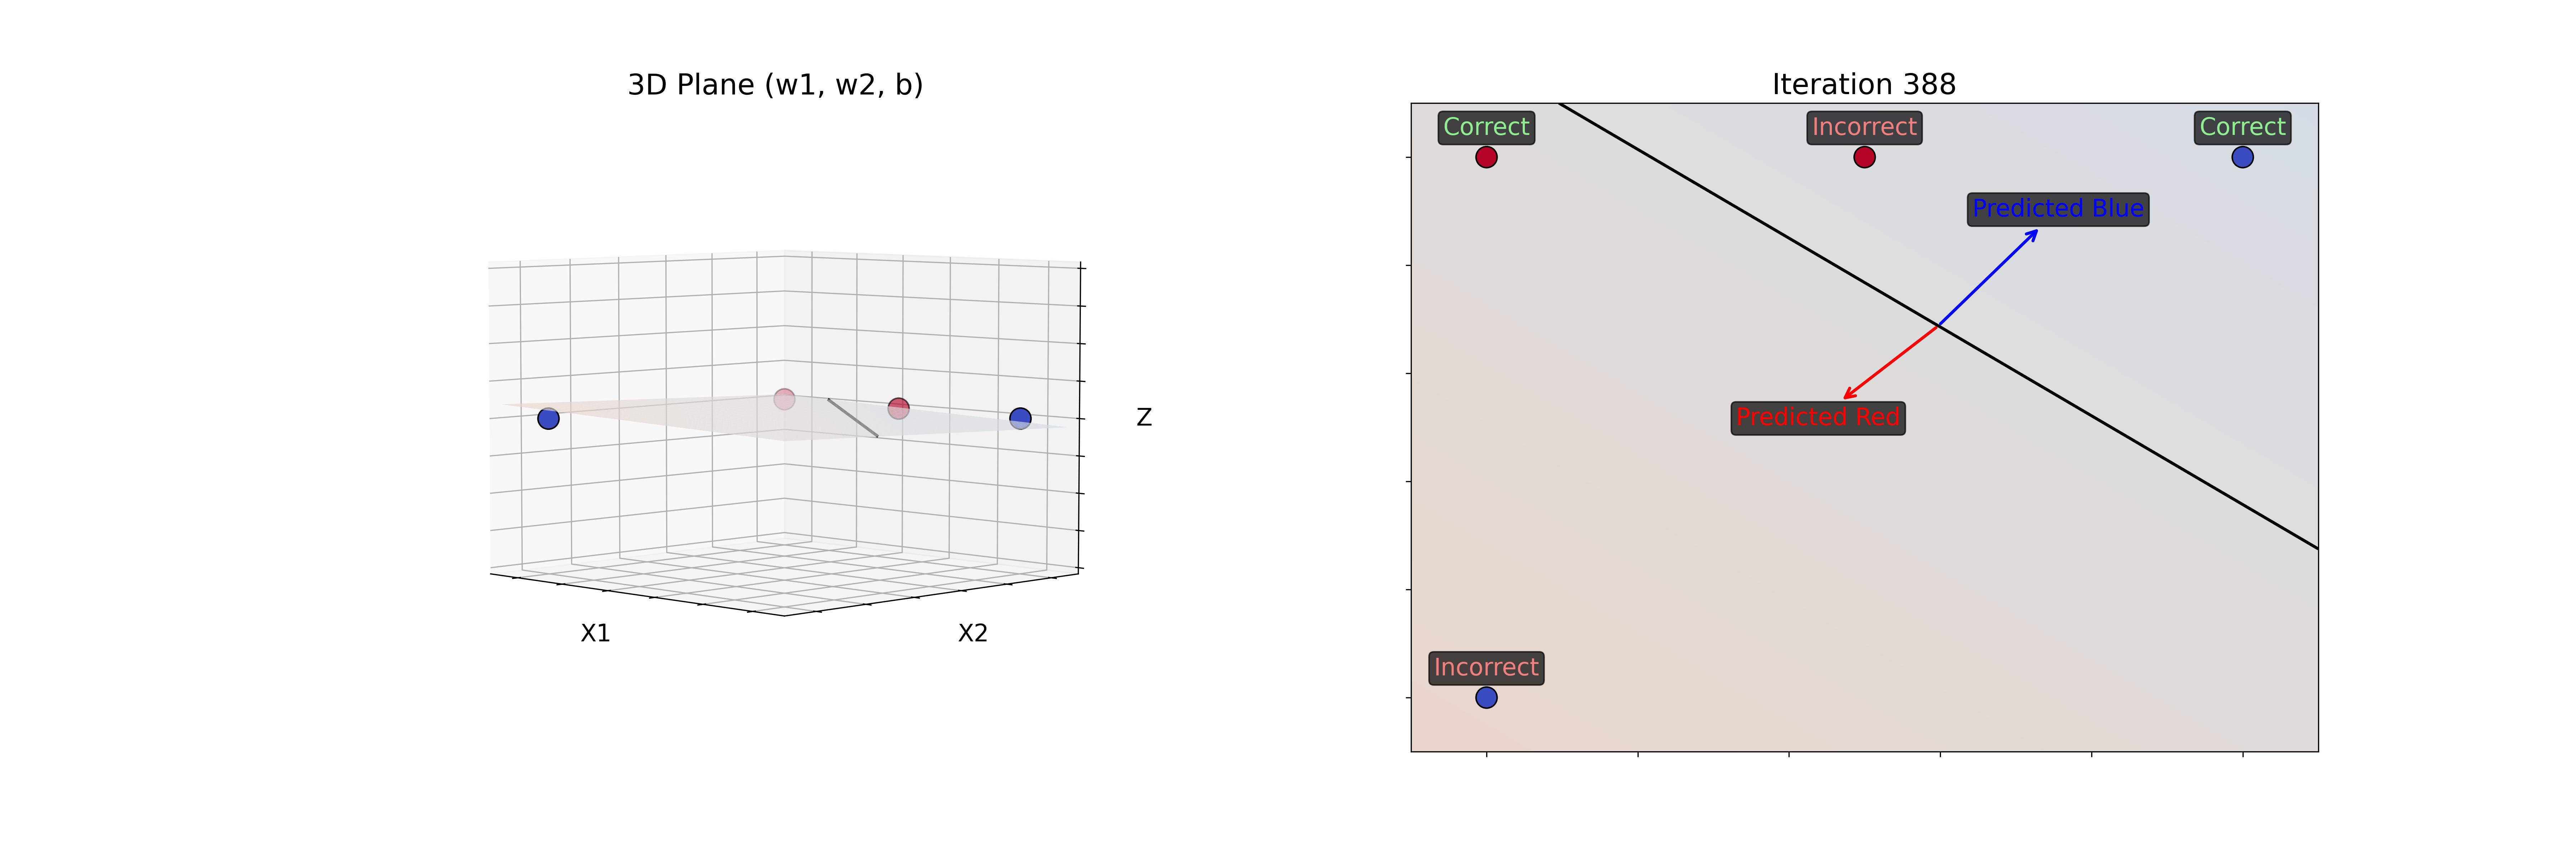 3D Plane (w1, w2, b)
Z
X1
X2
Iteration 388
Correct
Incorrect
Correct
Predicted Blue
Predicted Red
Incorrect